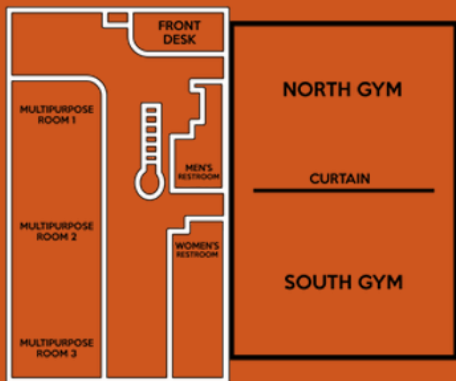 FRONT
DESK
NORTH GYM
MULTIPURPOSE
ROOM 1
MEN'S
RESTROOM
CURTAIN
MULTIPURPOSE
ROOM 2
WOMEN'S
RESTROOM
SOUTH GYM
MULTIPURPOSE
ROOM 3